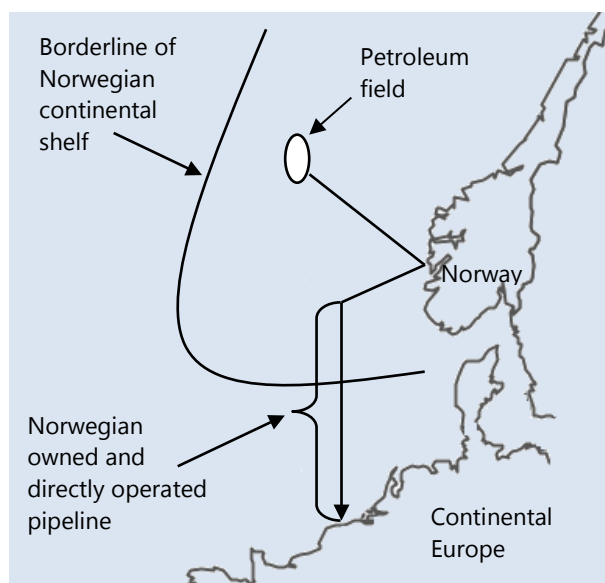 Borderline of
Norwegian
continental
shelf
Petroleum
field
Norway
Norwegian
owned and
directly operated
pipeline
Continental
Europe